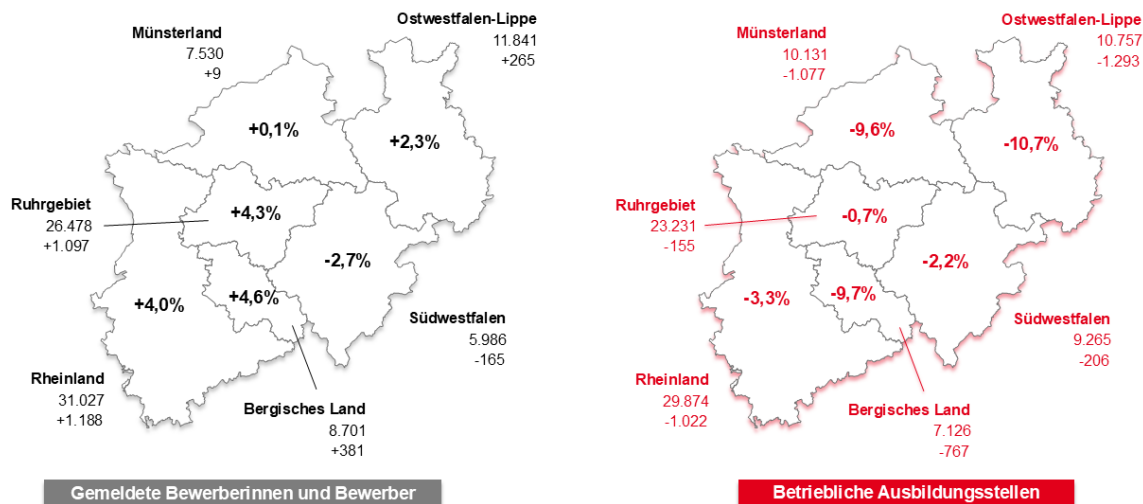 Ostwestfalen-Lippe
11.841
+265
Münsterland
7.530
+9
+0,1%
+2,3%
Ruhrgebiet
26.478
+1.097
+4,3%
-2,7%
+4,0%
+4,6%
Südwestfalen
5.986
-165
Rheinland
31.027
+1.188
Bergisches Land
8.701
+381
Gemeldete Bewerberinnen und Bewerber
Ostwestfalen-Lippe
10.757
-1.293
Münsterland
10.131
-1.077
-9,6%
-10,7%
Ruhrgebiet
23.231
-155
-0,7%
-2,2%
-3,3%
-9,7%
Südwestfalen
9.265
-206
Rheinland
29.874
-1.022
Bergisches Land
7.126
-767
Betriebliche Ausbildungsstellen